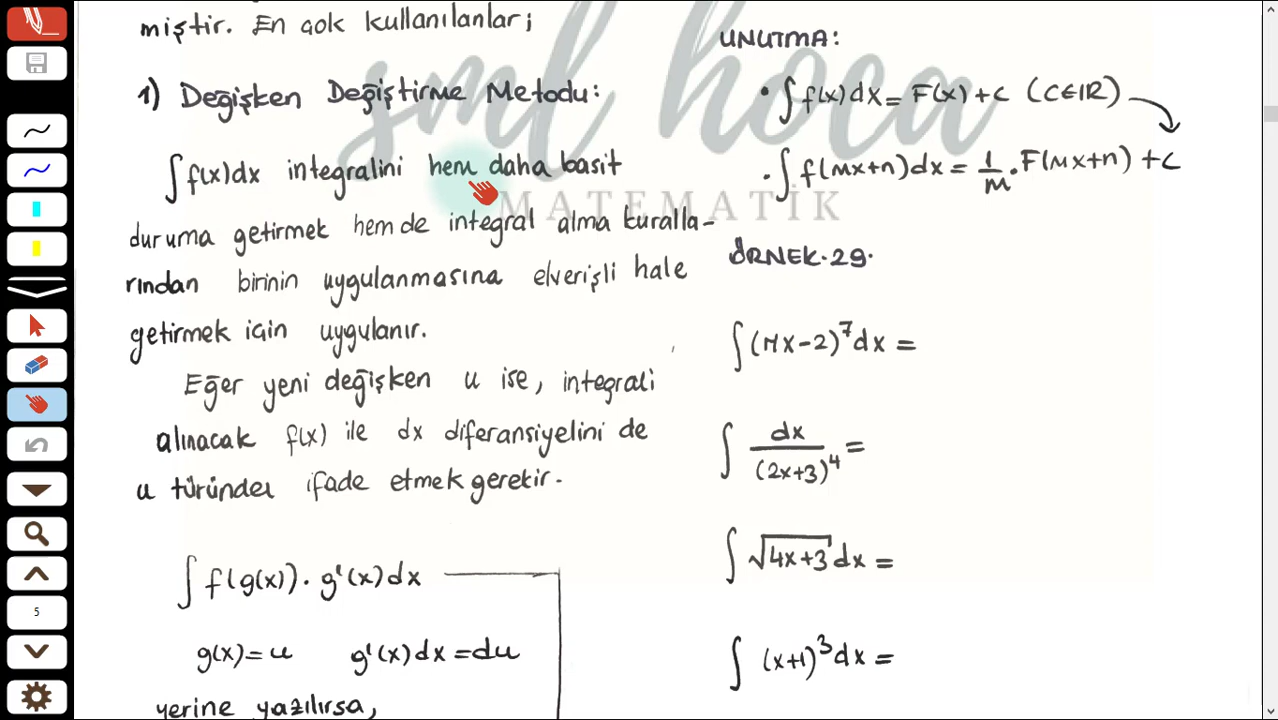 miştir. En çok kullanılanlar;
1) Değişken Değiştirme Metodu:
∫f(x)dx integralini hem daha basit
duruma getirmek hem de integral alma kuralla-
rından birinin uygulanmasına elverişli hale
getirmek için uygulanır.
Eğer yeni değişken u ise, integrali
alınacak f(x) ile dx diferansiyelini de
u türünden ifade etmek gerekir.
∫f(g(x)).g'(x)dx
g(x)=u g'(x)dx=du
yerine yazılırsa,
UNUTMA:
• ∫f(x)dx = F(x)+c (C∈IR)
• ∫f(mx+n)dx = 1/m . F(mx+n) +c
ÖRNEK.29.
∫(7x-2)⁷dx =
∫ dx/(2x+3)⁴ =
∫ √(4x+3) dx =
∫ (x+1)³dx =
sml hoca
MATEMATİK
5